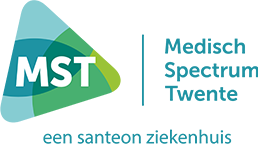 MST
Medisch
Spectrum
Twente
een santeon ziekenhuis